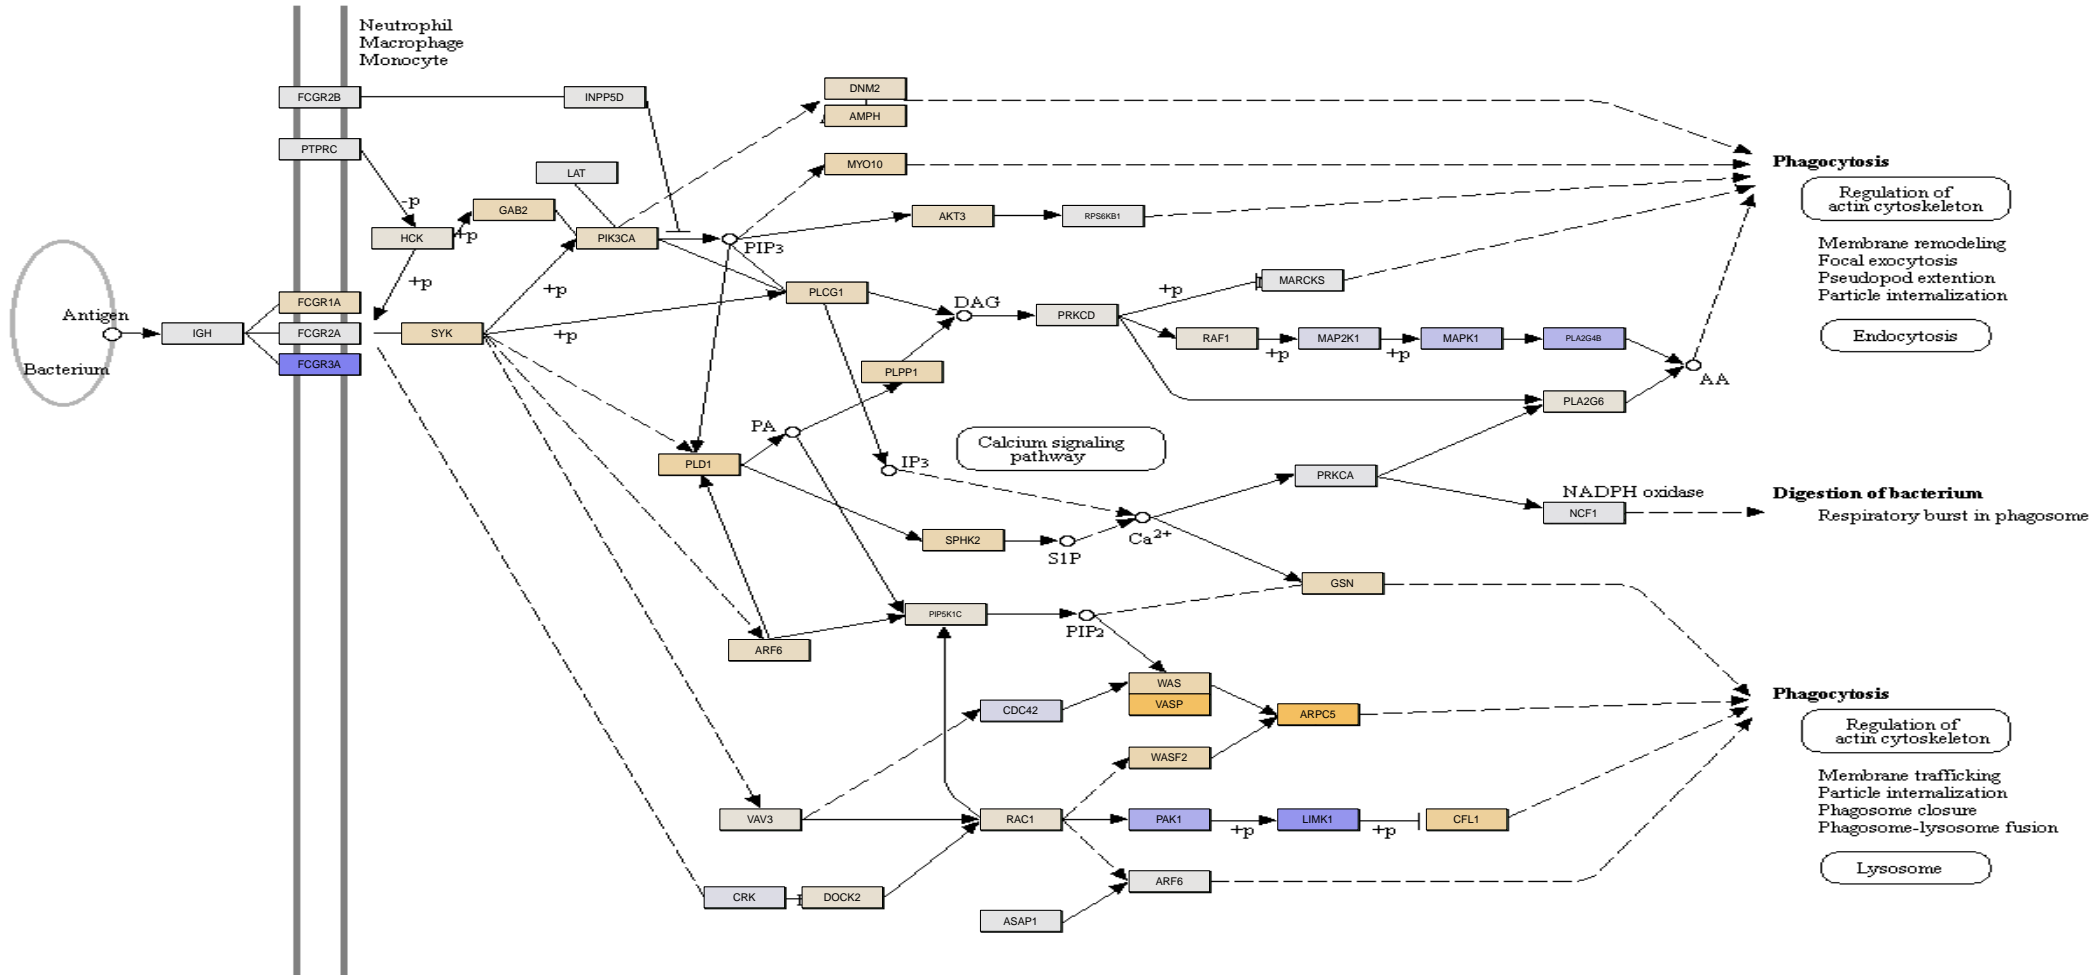 Neutrophil
Macrophage
Monocyte
FCGR2B
INPP5D
DNM2
AMPH
PTPRC
LAT
MYO10
Phagocytosis
Regulation of
actin cytoskeleton
-p
GAB2
+p
HCK
PIK3CA
AKT3
RPS6KB1
PIP3
Membrane remodeling
Focal exocytosis
Pseudopod extention
Particle internalization
+p
+p
PLCG1
+p
MARCKS
DAG
PRKCD
Antigen
Bacterium
IGH
FCGR1A
FCGR2A
FCGR3A
SYK
+p
RAF1
+p
MAP2K1
+p
MAPK1
PLA2G4B
Endocytosis
PLPP1
AA
PLA2G6
PA
Calcium signaling
pathway
PLD1
IP3
PRKCA
NADPH oxidase
NCF1
Digestion of bacterium
Respiratory burst in phagosome
SPHK2
S1P
Ca2+
GSN
PIP5K1C
PIP2
ARF6
WAS
VASP
CDC42
ARPC5
Phagocytosis
Regulation of
actin cytoskeleton
WASF2
Membrane trafficking
Particle internalization
Phagosome closure
Phagosome-lysosome fusion
VAV3
RAC1
PAK1
+p
LIMK1
+p
CFL1
Lysosome
CRK
DOCK2
ARF6
ASAP1